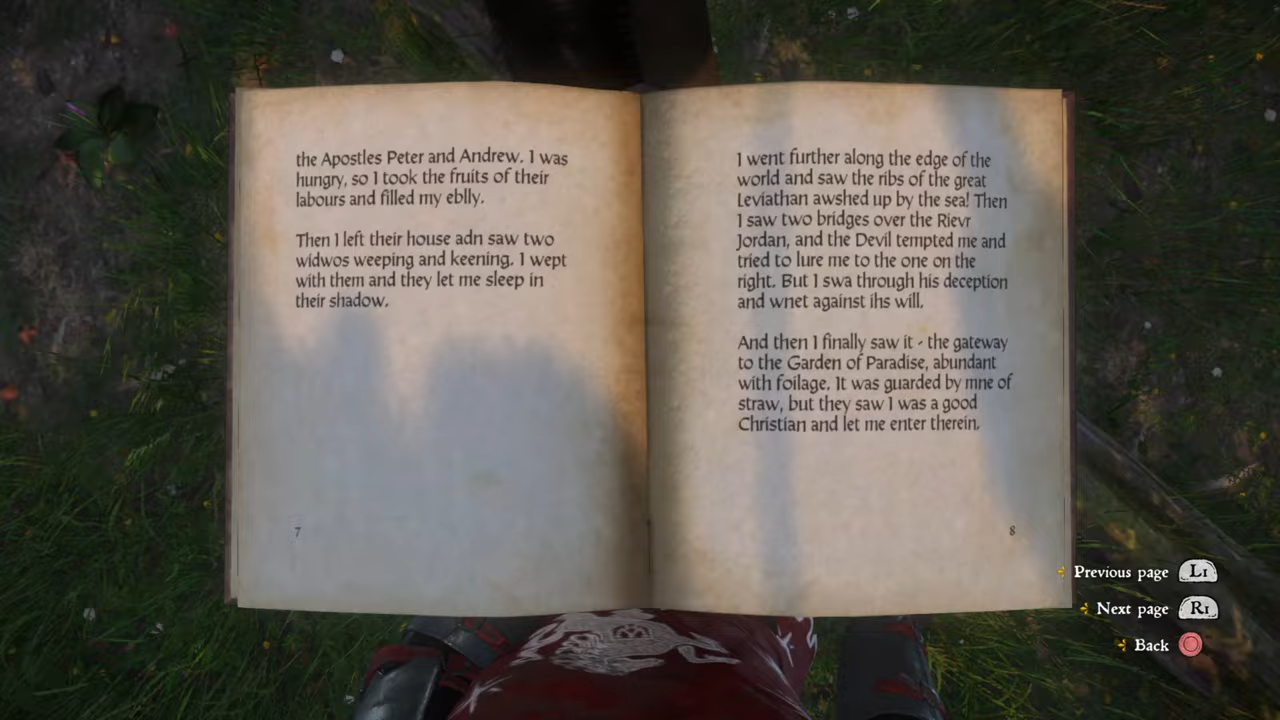 the Apostles Peter and Andrew. I was
hungry, so I took the fruits of their
labours and filled my eblly.
Then I left their house adn saw two
widwos weeping and keening. I wept
with them and they let me sleep in
their shadow.
7
I went further along the edge of the
world and saw the ribs of the great
Leviathan awshed up by the sea! Then
I saw two bridges over the Rievr
Jordan, and the Devil tempted me and
tried to lure me to the one on the
right. But I swa through his deception
and wnet against ihs will.
And then I finally saw it - the gateway
to the Garden of Paradise, abundant
with foilage. It was guarded by mne of
straw, but they saw I was a good
Christian and let me enter therein.
8
Previous page L1
Next page R1
Back